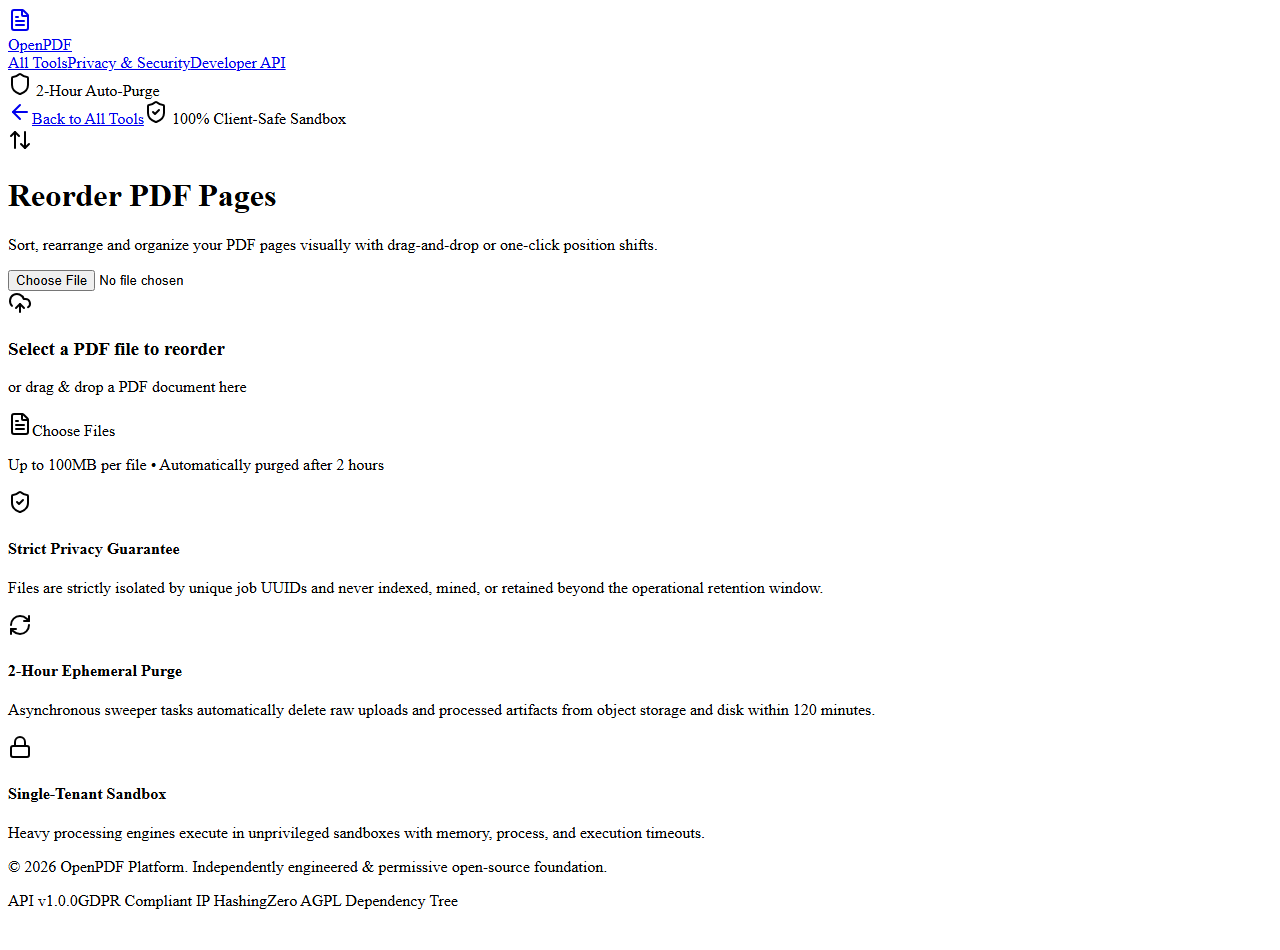 OpenPDF
All ToolsPrivacy & SecurityDeveloper API
2-Hour Auto-Purge
Back to All Tools 100% Client-Safe Sandbox
Reorder PDF Pages
Sort, rearrange and organize your PDF pages visually with drag-and-drop or one-click position shifts.
Choose File No file chosen
Select a PDF file to reorder
or drag & drop a PDF document here
Choose Files
Up to 100MB per file • Automatically purged after 2 hours
Strict Privacy Guarantee
Files are strictly isolated by unique job UUIDs and never indexed, mined, or retained beyond the operational retention window.
2-Hour Ephemeral Purge
Asynchronous sweeper tasks automatically delete raw uploads and processed artifacts from object storage and disk within 120 minutes.
Single-Tenant Sandbox
Heavy processing engines execute in unprivileged sandboxes with memory, process, and execution timeouts.
© 2026 OpenPDF Platform. Independently engineered & permissive open-source foundation.
API v1.0.0GDPR Compliant IP HashingZero AGPL Dependency Tree